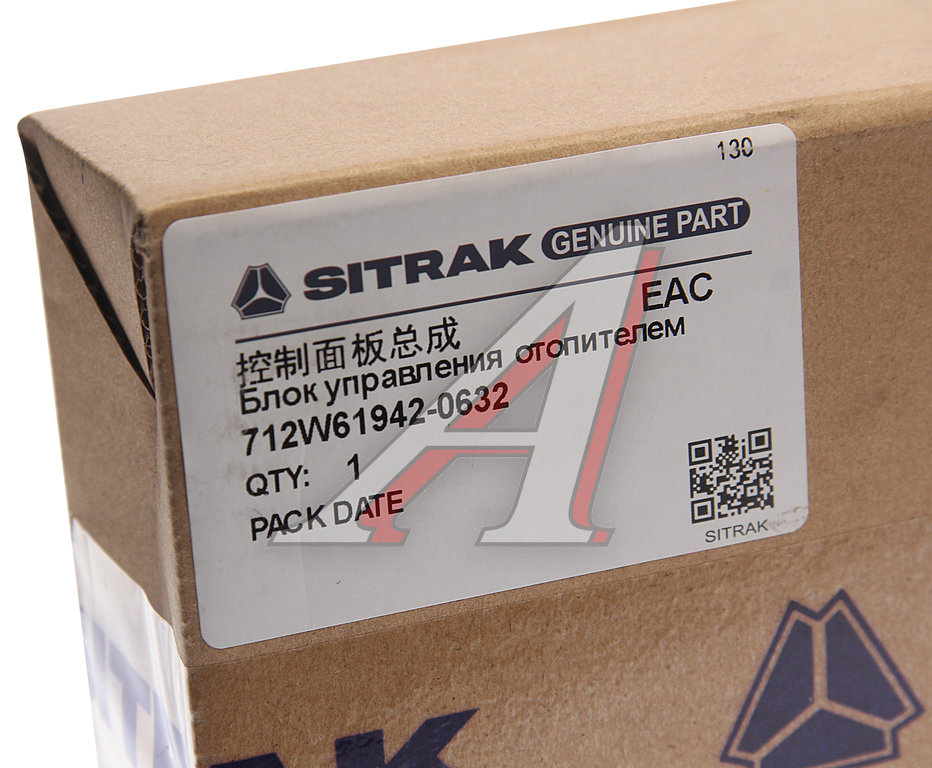 130
SITRAK GENUINE PART
EAC
控制面板总成
Блок управления отопителем
712W61942-0632
QTY: 1
PACK DATE
SITRAK